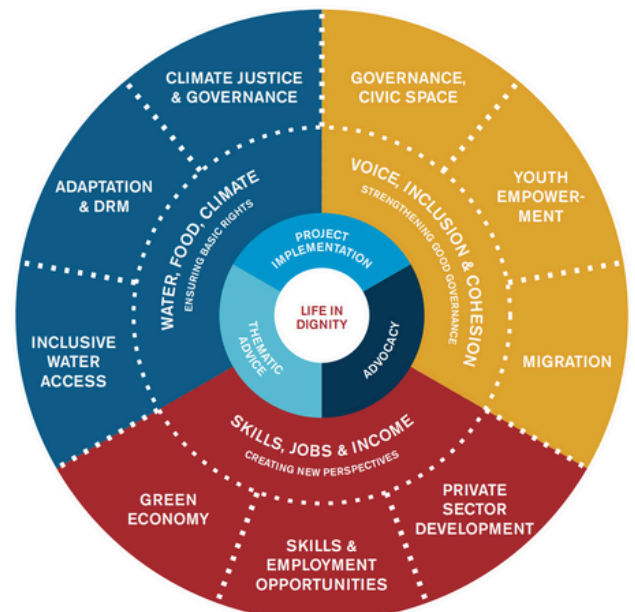 CLIMATE JUSTICE
& GOVERNANCE
GOVERNANCE,
CIVIC SPACE
ADAPTATION
& DRM
YOUTH
EMPOWER-
MENT
WATER, FOOD, CLIMATE
ENSURING BASIC RIGHTS
VOICE, INCLUSION & COHESION
STRENGTHENING GOOD GOVERNANCE
PROJECT
IMPLEMENTATION
LIFE IN
DIGNITY
THEMATIC
ADVICE
ADVOCACY
INCLUSIVE
WATER
ACCESS
MIGRATION
SKILLS, JOBS & INCOME
CREATING NEW PERSPECTIVES
GREEN
ECONOMY
SKILLS &
EMPLOYMENT
OPPORTUNITIES
PRIVATE
SECTOR
DEVELOPMENT